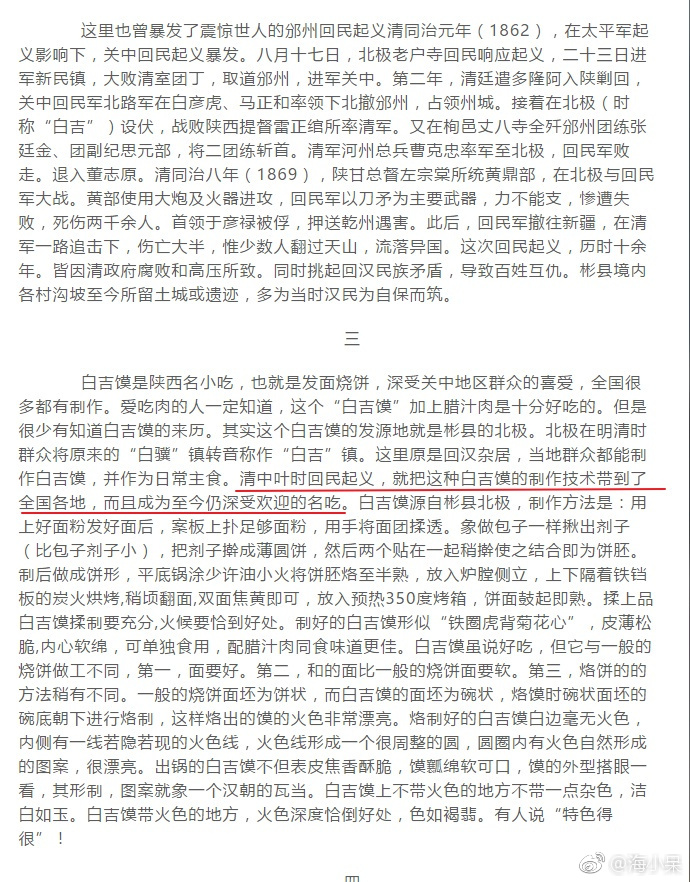 这里也曾暴发了震惊世人的邠州回民起义清同治元年（1862），在太平军起
义影响下，关中回民起义暴发。八月十七日，北极老户寺回民响应起义，二十三日进
军新民镇，大败清室团丁，取道邠州，进军关中。第二年，清廷遣多隆阿入陕剿回，
关中回民军北路军在白彦虎、马正和率领下北撤邠州，占领州城。接着在北极（时
称“白吉”）设伏，战败陕西提督雷正绾所率清军。又在栒邑丈八寺全歼邠州团练张
廷金、团副纪思元部，将二团练斩首。清军河州总兵曹克忠率军至北极，回民军败
走。退入董志原。清同治八年（1869），陕甘总督左宗棠所统黄鼎部，在北极与回民
军大战。黄部使用大炮及火器进攻，回民军以刀矛为主要武器，力不能支，惨遭失
败，死伤两千余人。首领于彦禄被俘，押送乾州遇害。此后，回民军撤往新疆，在清
军一路追击下，伤亡大半，惟少数人翻过天山，流落异国。这次回民起义，历时十余
年。皆因清政府腐败和高压所致。同时挑起回汉民族矛盾，导致百姓互仇。彬县境内
各村沟坡至今所留土城或遗迹，多为当时汉民为自保而筑。
三
白吉馍是陕西名小吃，也就是发面烧饼，深受关中地区群众的喜爱，全国很
多都有制作。爱吃肉的人一定知道，这个“白吉馍”加上腊汁肉是十分好吃的。但是
很少有知道白吉馍的来历。其实这个白吉馍的发源地就是彬县的北极。北极在明清时
群众将原来的“白骥”镇转音称作“白吉”镇。这里原是回汉杂居，当地群众都能制
作白吉馍，并作为日常主食。清中叶时回民起义，就把这种白吉馍的制作技术带到了
全国各地，而且成为至今仍深受欢迎的名吃。白吉馍源自彬县北极，制作方法是：用
上好面粉发好面后，案板上扑足够面粉，用手将面团揉透。象做包子一样揪出剂子
（比包子剂子小），把剂子擀成薄圆饼，然后两个贴在一起稍擀使之结合即为饼胚。
制后做成饼形，平底锅涂少许油小火将饼胚烙至半熟，放入炉膛侧立，上下隔着铁铛
板的炭火烘烤,稍顷翻面,双面焦黄即可，放入预热350度烤箱，饼面鼓起即熟。揉上品
白吉馍揉制要充分,火候要恰到好处。制好的白吉馍形似“铁圈虎背菊花心”，皮薄松
脆,内心软绵，可单独食用，配腊汁肉同食味道更佳。白吉馍虽说好吃，但它与一般的
烧饼做工不同，第一，面要好。第二，和的面比一般的烧饼面要软。第三，烙饼的的
方法稍有不同。一般的烧饼面坯为饼状，而白吉馍的面坯为碗状，烙馍时碗状面坯的
碗底朝下进行烙制，这样烙出的馍的火色非常漂亮。烙制好的白吉馍白边毫无火色，
内侧有一线若隐若现的火色线，火色线形成一个很周整的圆，圆圈内有火色自然形成
的图案，很漂亮。出锅的白吉馍不但表皮焦香酥脆，馍瓤绵软可口，馍的外型搭眼一
看，其形制，图案就象一个汉朝的瓦当。白吉馍上不带火色的地方不带一点杂色，洁
白如玉。白吉馍带火色的地方，火色深度恰倒好处，色如褐翡。有人说“特色得
很”！
四
@海小杲